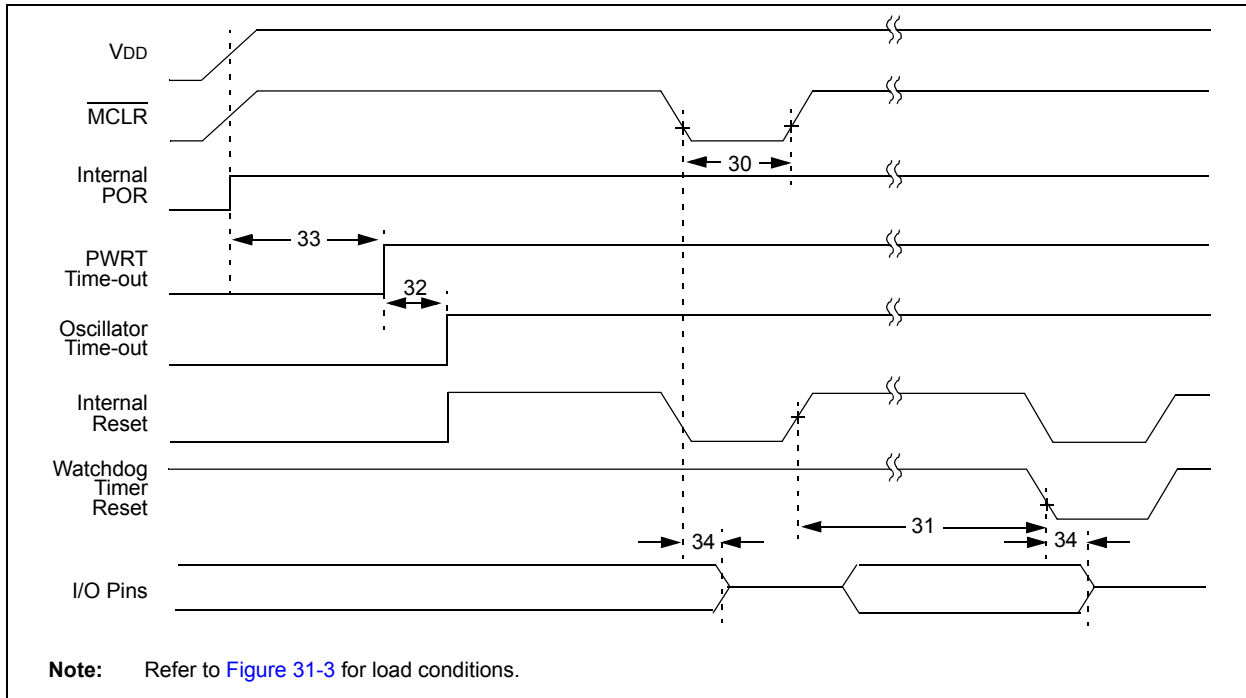 VDD
MCLR
30
Internal
POR
33
PWRT
Time-out
32
Oscillator
Time-out
Internal
Reset
Watchdog
Timer
Reset
31
34
34
I/O Pins
Note: Refer to Figure 31-3 for load conditions.